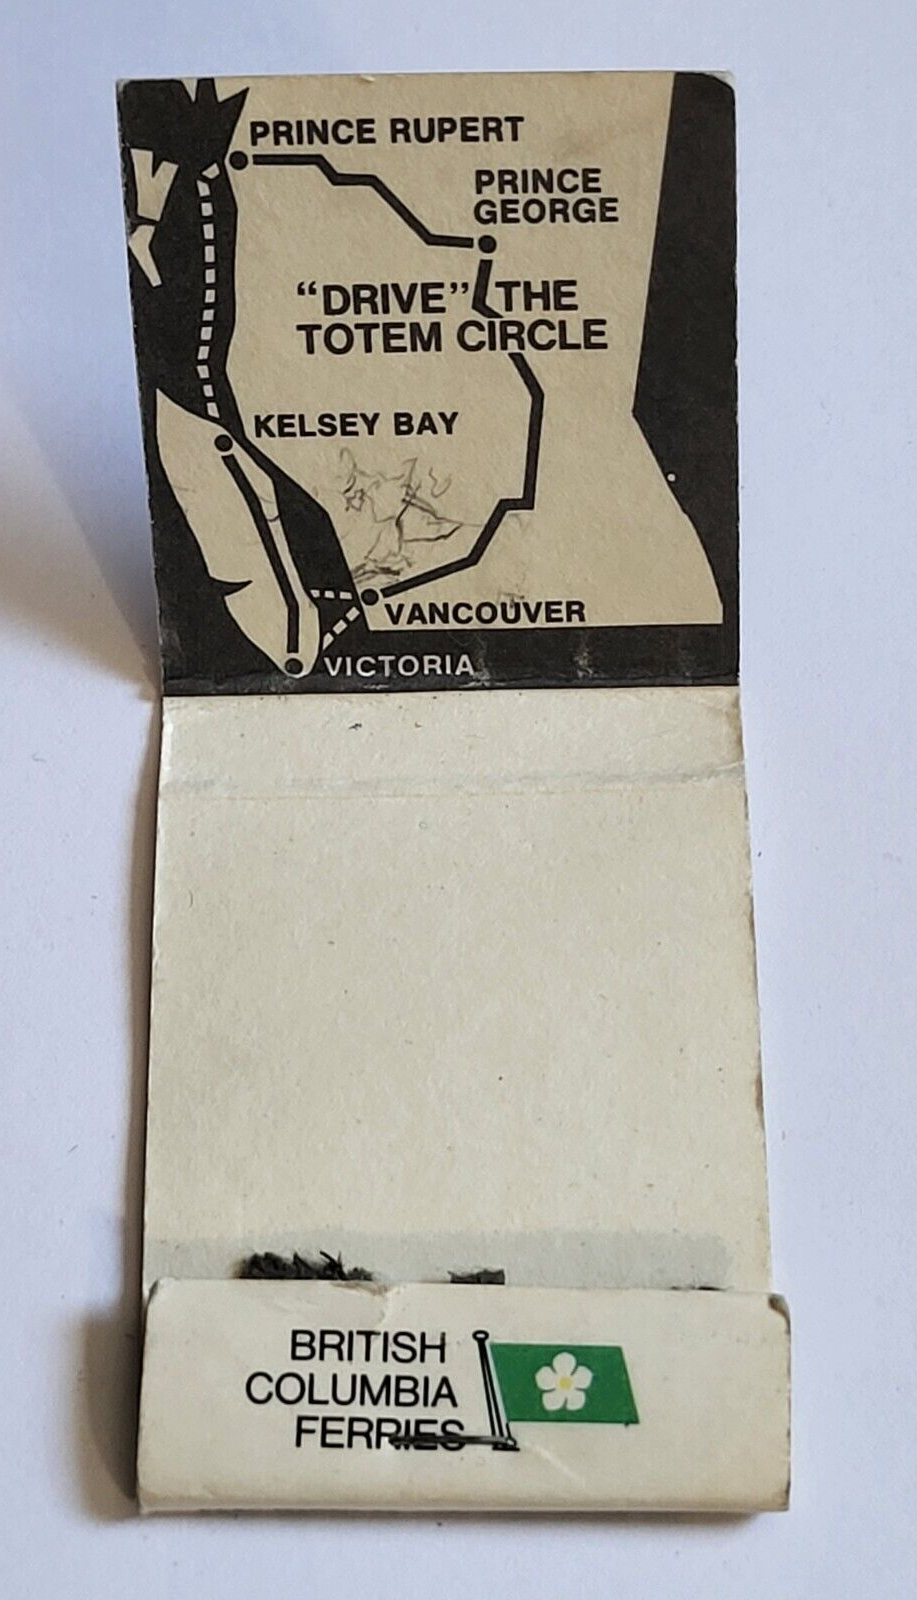 PRINCE RUPERT
PRINCE
GEORGE
“DRIVE” THE
TOTEM CIRCLE
KELSEY BAY
VANCOUVER
VICTORIA
BRITISH
COLUMBIA
FERRIES